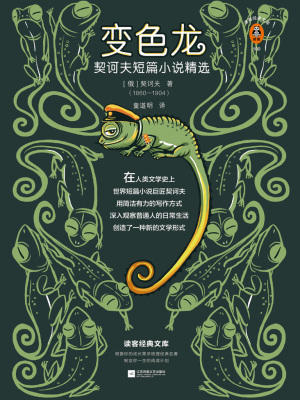 变色龙
契诃夫短篇小说精选
[俄]契诃夫 著
(1860—1904)
童道明 译
在人类文学史上
世界短篇小说巨匠契诃夫
用简洁有力的写作方式
深入观察普通人的日常生活
创造了一种新的文学形式
读客经典文库